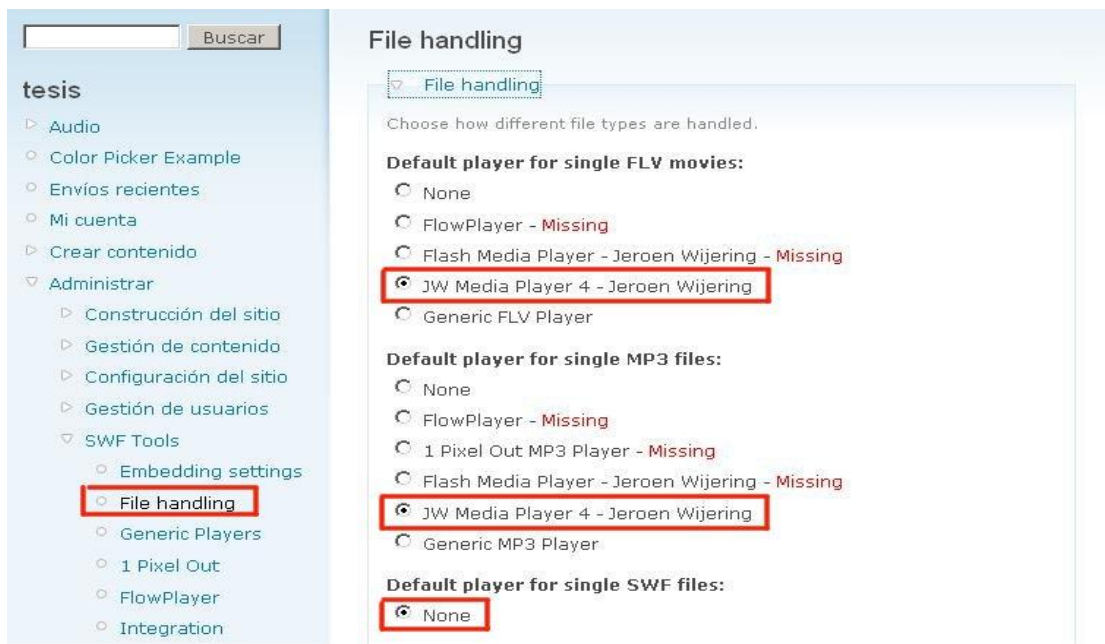 Buscar
tesis
Audio
Color Picker Example
Envíos recientes
Mi cuenta
Crear contenido
Administrar
Construcción del sitio
Gestión de contenido
Configuración del sitio
Gestión de usuarios
SWF Tools
Embedding settings
File handling
Generic Players
1 Pixel Out
FlowPlayer
Integration
File handling
File handling
Choose how different file types are handled.
Default player for single FLV movies:
None
FlowPlayer - Missing
Flash Media Player - Jeroen Wijering - Missing
JW Media Player 4 - Jeroen Wijering
Generic FLV Player
Default player for single MP3 files:
None
FlowPlayer - Missing
1 Pixel Out MP3 Player - Missing
Flash Media Player - Jeroen Wijering - Missing
JW Media Player 4 - Jeroen Wijering
Generic MP3 Player
Default player for single SWF files:
None